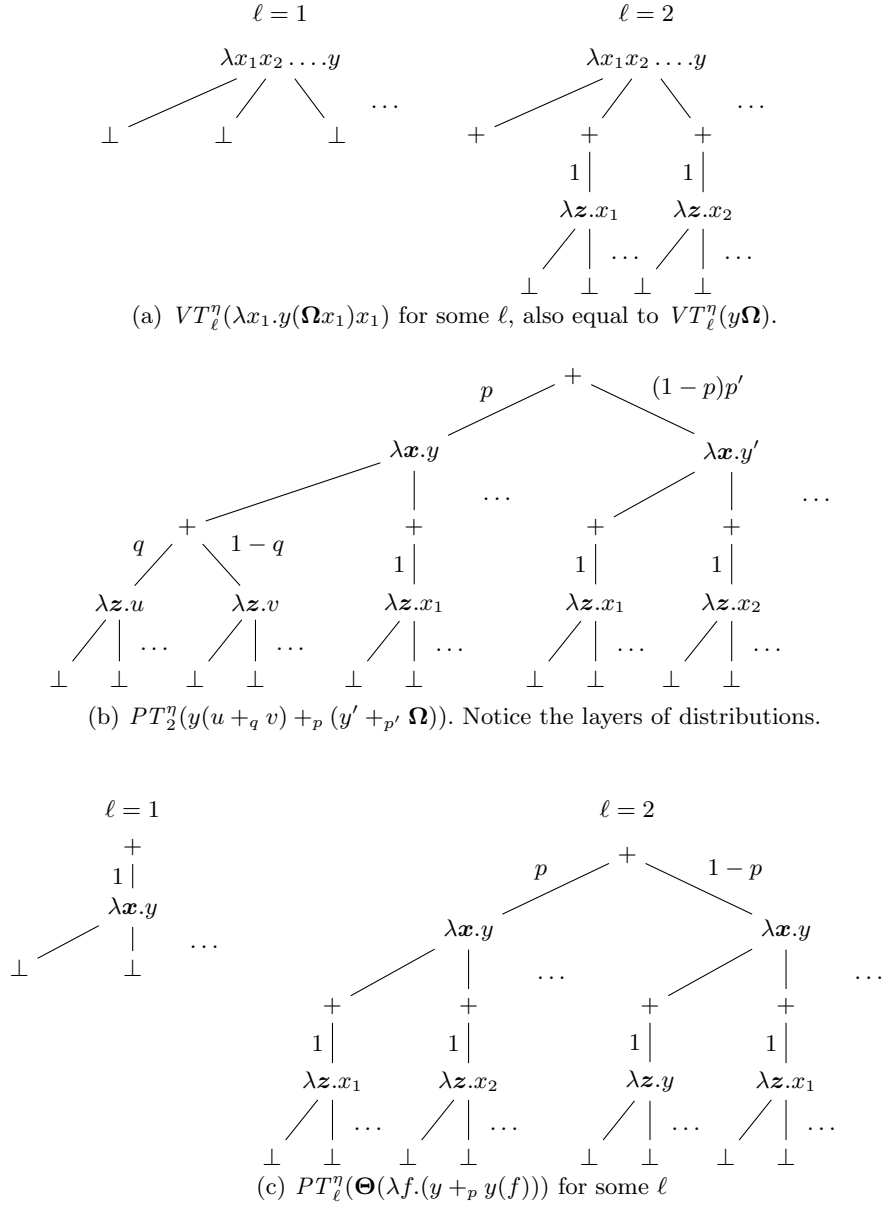 ℓ = 1 ℓ = 2
λx₁x₂ . . . .y λx₁x₂ . . . .y
⊥ ⊥ ⊥ . . . + + + . . .
1 1
λ𝒛.x₁ λ𝒛.x₂
⊥ ⊥ . . . ⊥ ⊥ . . .
(a) VT^η_ℓ(λx₁.y(𝛀x₁)x₁) for some ℓ, also equal to VT^η_ℓ(y𝛀).
+
p (1 − p)p′
λ𝒙.y λ𝒙.y′
+ + . . . + + . . .
q 1 − q 1 1 1
λ𝒛.u λ𝒛.v λ𝒛.x₁ λ𝒛.x₁ λ𝒛.x₂
⊥ ⊥ . . . ⊥ ⊥ . . . ⊥ ⊥ . . . ⊥ ⊥ . . . ⊥ ⊥ . . .
(b) PT^η_2(y(u +_q v) +_p (y′ +_p′ 𝛀)). Notice the layers of distributions.
ℓ = 1
+
1
λ𝒙.y
⊥ ⊥ . . .
ℓ = 2
+
p 1 − p
λ𝒙.y λ𝒙.y
+ + . . . + + . . .
1 1 1 1
λ𝒛.x₁ λ𝒛.x₂ λ𝒛.y λ𝒛.x₁
⊥ ⊥ . . . ⊥ ⊥ . . . ⊥ ⊥ . . . ⊥ ⊥ . . .
(c) PT^η_ℓ(𝚯(λf.(y +_p y(f))) for some ℓ